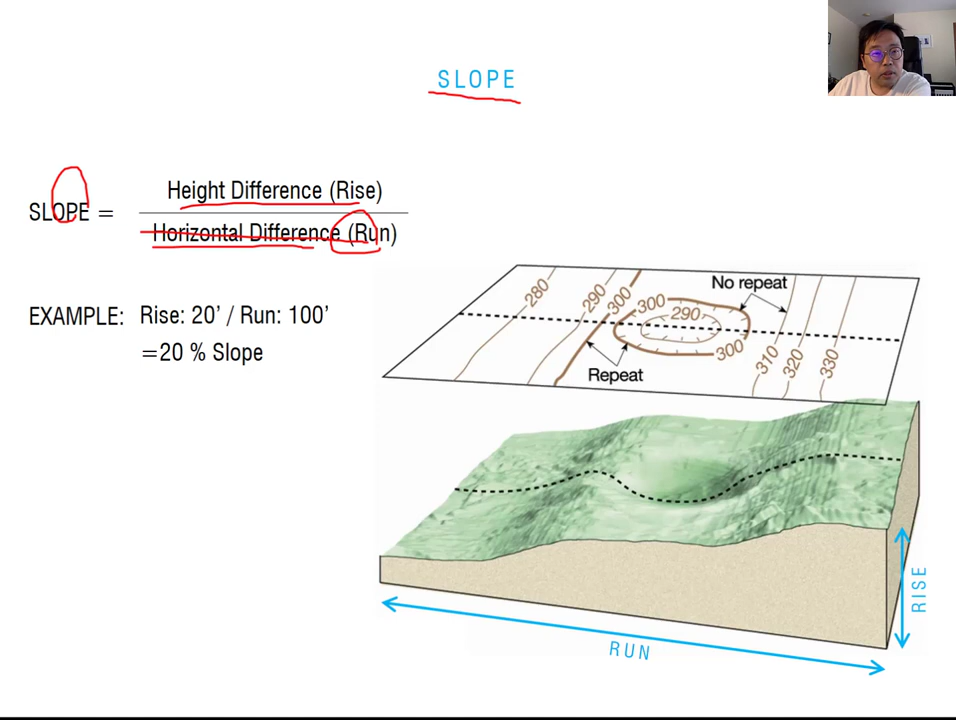 SLOPE
SLOPE =
Height Difference (Rise)
Horizontal Difference (Run)
EXAMPLE: Rise: 20’ / Run: 100’
=20 % Slope
280
290
300
300
290
No repeat
300
310
320
330
Repeat
RISE
RUN